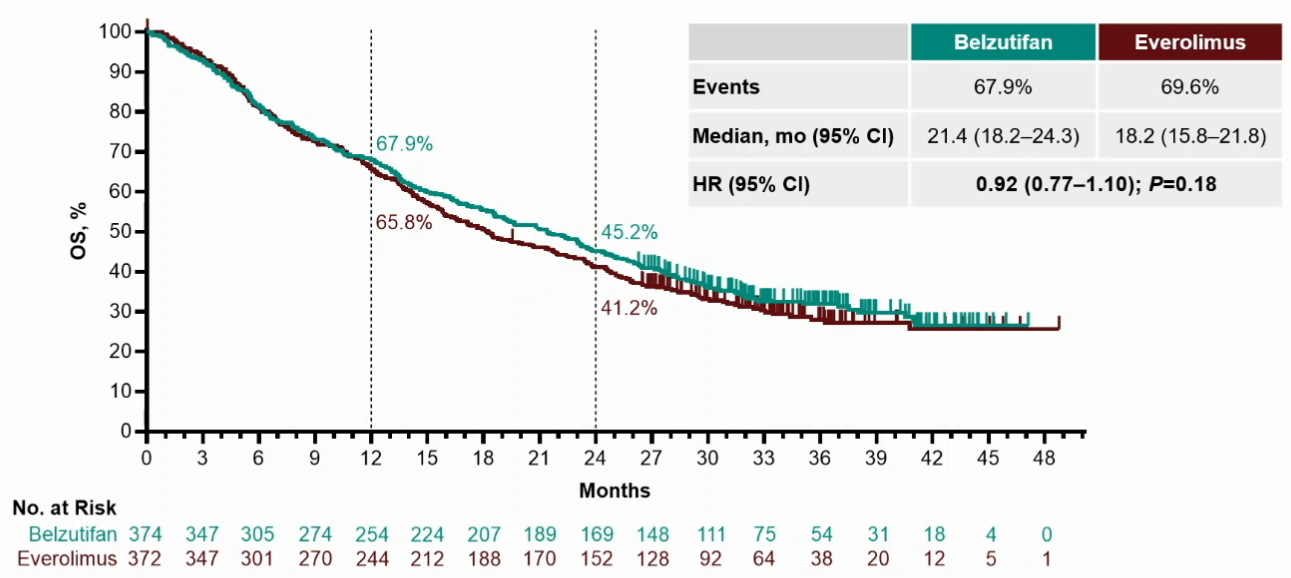 Belzutifan Everolimus
Events 67.9% 69.6%
Median, mo (95% CI) 21.4 (18.2–24.3) 18.2 (15.8–21.8)
HR (95% CI) 0.92 (0.77–1.10); P=0.18
OS, %
100
90
80
70
60
50
40
30
20
10
0
67.9%
65.8%
45.2%
41.2%
0 3 6 9 12 15 18 21 24 27 30 33 36 39 42 45 48
Months
No. at Risk
Belzutifan 374 347 305 274 254 224 207 189 169 148 111 75 54 31 18 4 0
Everolimus 372 347 301 270 244 212 188 170 152 128 92 64 38 20 12 5 1